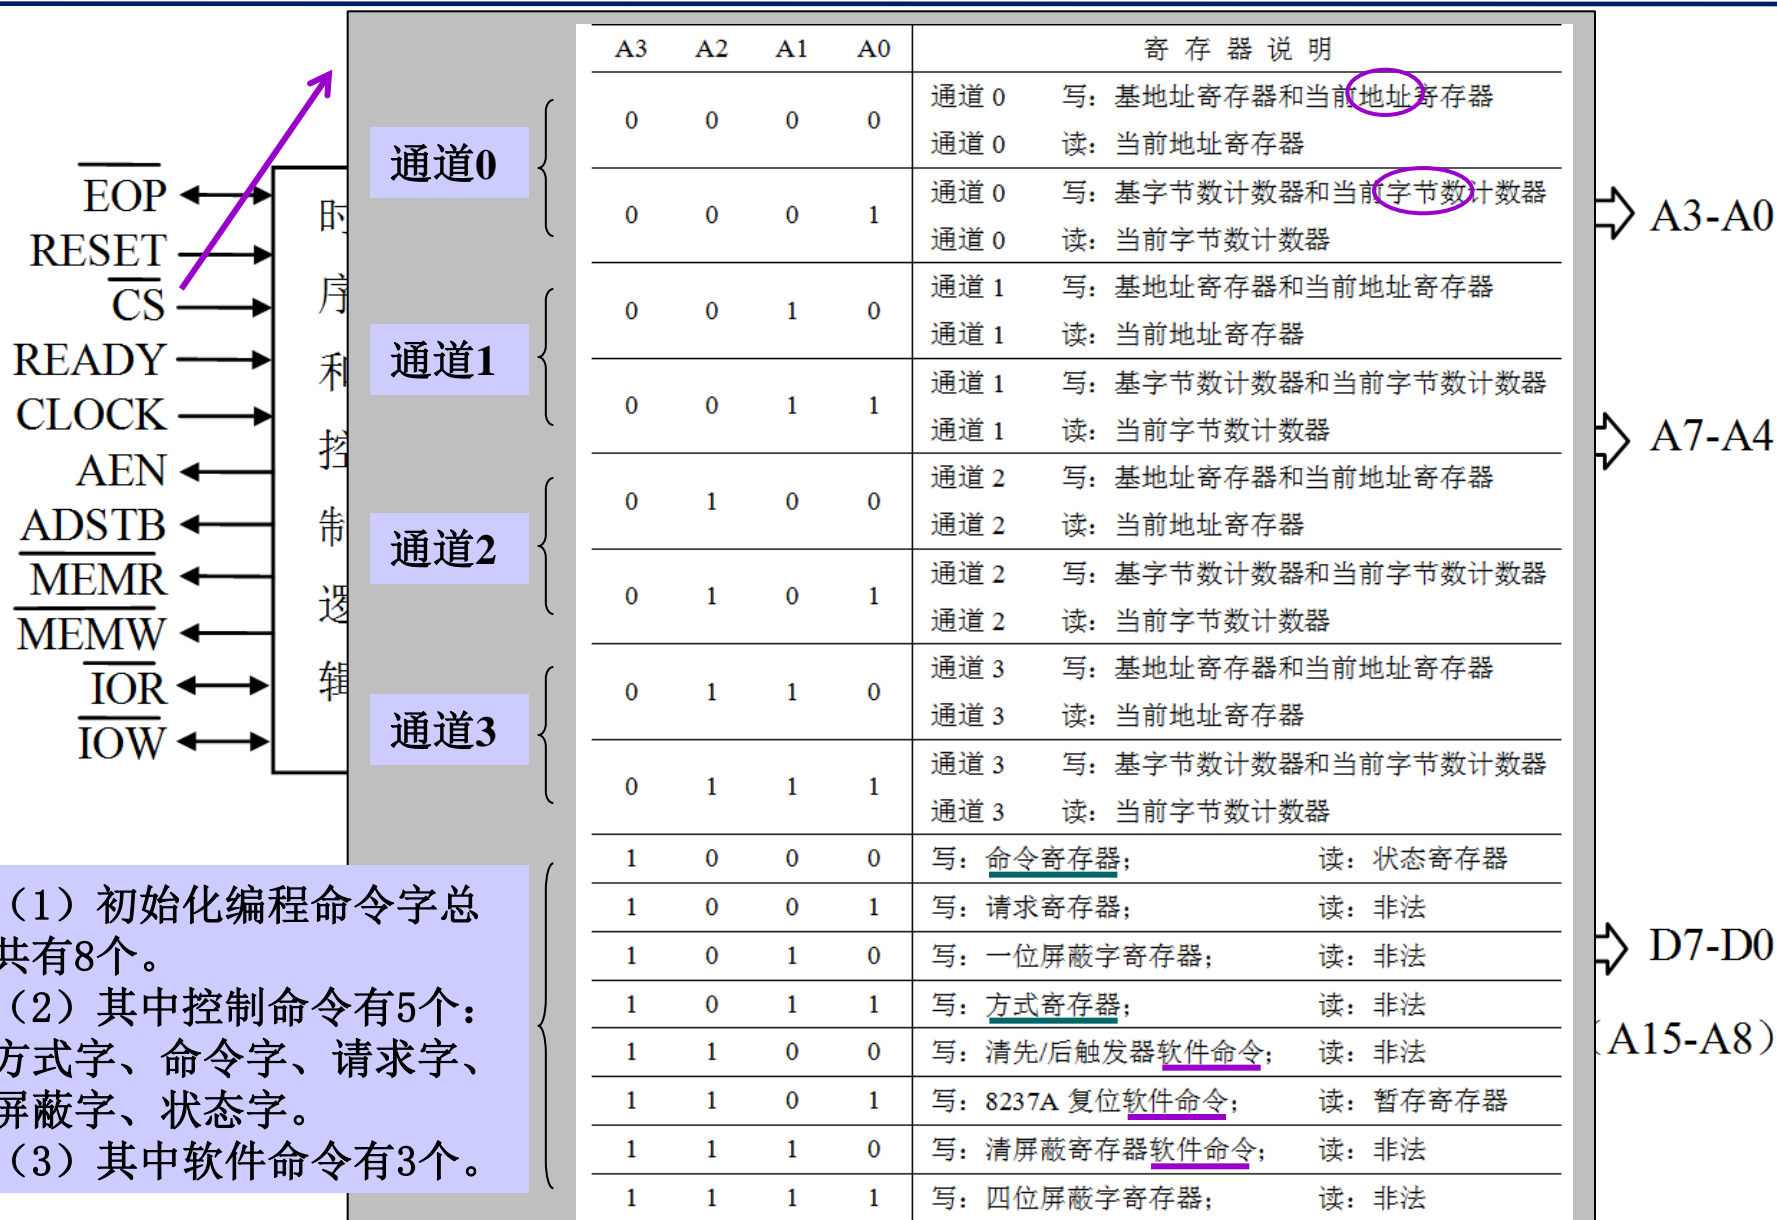 A3 A2 A1 A0 寄存器说明
0 0 0 0 通道 0 写：基地址寄存器和当前地址寄存器
通道 0 读：当前地址寄存器
0 0 0 1 通道 0 写：基字节数计数器和当前字节数计数器
通道 0 读：当前字节数计数器
0 0 1 0 通道 1 写：基地址寄存器和当前地址寄存器
通道 1 读：当前地址寄存器
0 0 1 1 通道 1 写：基字节数计数器和当前字节数计数器
通道 1 读：当前字节数计数器
0 1 0 0 通道 2 写：基地址寄存器和当前地址寄存器
通道 2 读：当前地址寄存器
0 1 0 1 通道 2 写：基字节数计数器和当前字节数计数器
通道 2 读：当前字节数计数器
0 1 1 0 通道 3 写：基地址寄存器和当前地址寄存器
通道 3 读：当前地址寄存器
0 1 1 1 通道 3 写：基字节数计数器和当前字节数计数器
通道 3 读：当前字节数计数器
1 0 0 0 写：命令寄存器； 读：状态寄存器
1 0 0 1 写：请求寄存器； 读：非法
1 0 1 0 写：一位屏蔽字寄存器； 读：非法
1 0 1 1 写：方式寄存器； 读：非法
1 1 0 0 写：清先/后触发器软件命令； 读：非法
1 1 0 1 写：8237A 复位软件命令； 读：暂存寄存器
1 1 1 0 写：清屏蔽寄存器软件命令； 读：非法
1 1 1 1 写：四位屏蔽字寄存器； 读：非法
通道0
通道1
通道2
通道3
EOP
RESET
CS
READY
CLOCK
AEN
ADSTB
MEMR
MEMW
IOR
IOW
时
序
和
控
制
逻
辑
（1）初始化编程命令字总
共有8个。
（2）其中控制命令有5个：
方式字、命令字、请求字、
屏蔽字、状态字。
（3）其中软件命令有3个。
A3-A0
A7-A4
D7-D0
（A15-A8）